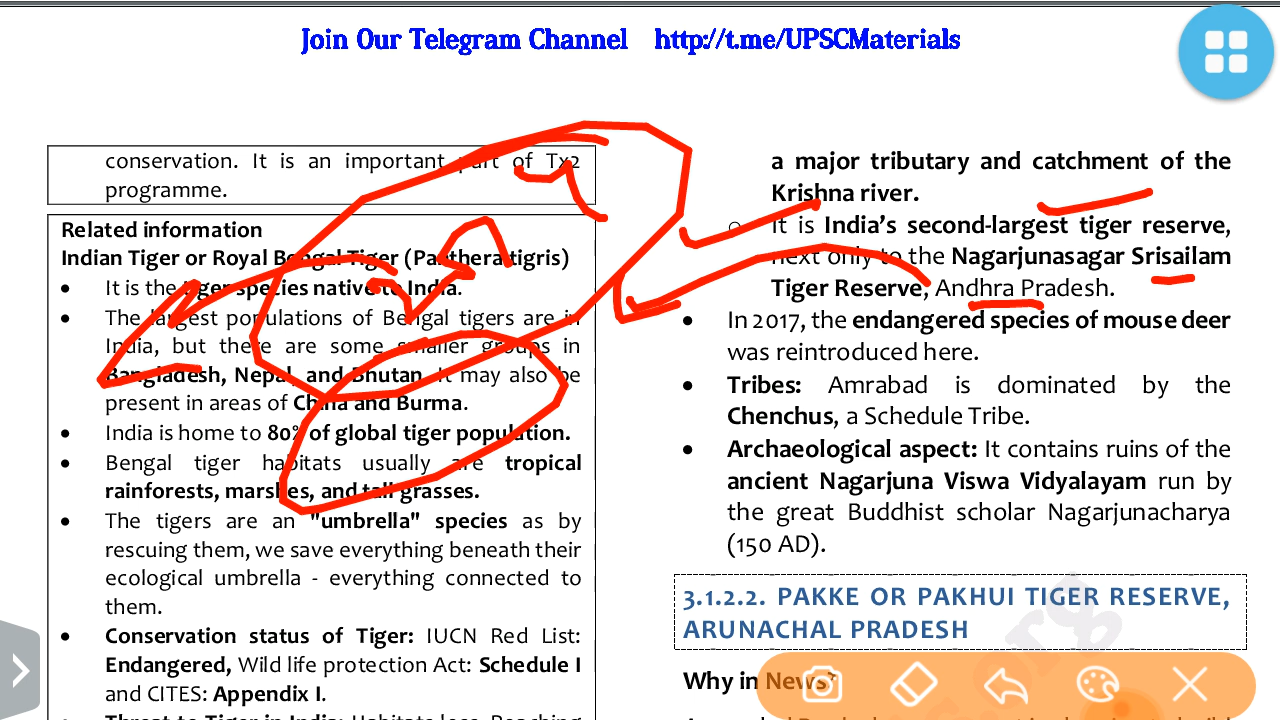 Join Our Telegram Channel http://t.me/UPSCMaterials
conservation. It is an important part of Tx2
programme.
Related information
Indian Tiger or Royal Bengal Tiger (Panthera tigris)
• It is the tiger species native to India.
• The largest populations of Bengal tigers are in
India, but there are some smaller groups in
Bangladesh, Nepal, and Bhutan. It may also be
present in areas of China and Burma.
• India is home to 80% of global tiger population.
• Bengal tiger habitats usually are tropical
rainforests, marshes, and tall grasses.
• The tigers are an "umbrella" species as by
rescuing them, we save everything beneath their
ecological umbrella - everything connected to
them.
• Conservation status of Tiger: IUCN Red List:
Endangered, Wild life protection Act: Schedule I
and CITES: Appendix I.
• Threat to Tiger in India: Habitats loss, Poaching
a major tributary and catchment of the
Krishna river.
o It is India's second-largest tiger reserve,
next only to the Nagarjunasagar Srisailam
Tiger Reserve, Andhra Pradesh.
• In 2017, the endangered species of mouse deer
was reintroduced here.
• Tribes: Amrabad is dominated by the
Chenchus, a Schedule Tribe.
• Archaeological aspect: It contains ruins of the
ancient Nagarjuna Viswa Vidyalayam run by
the great Buddhist scholar Nagarjunacharya
(150 AD).
3.1.2.2. PAKKE OR PAKHUI TIGER RESERVE,
ARUNACHAL PRADESH
Why in News?